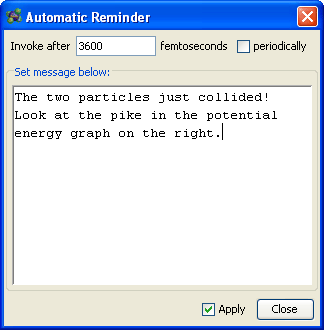 Automatic Reminder
Invoke after 3600 femtoseconds periodically
Set message below:
The two particles just collided!
Look at the pike in the potential
energy graph on the right.
Apply Close